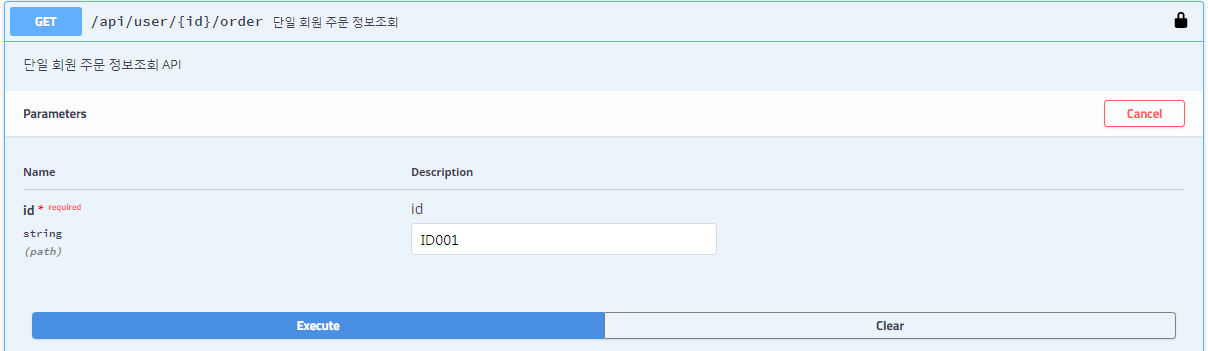 GET /api/user/{id}/order 단일 회원 주문 정보조회
단일 회원 주문 정보조회 API
Parameters Cancel
Name Description
id * required id
string ID001
(path)
Execute Clear